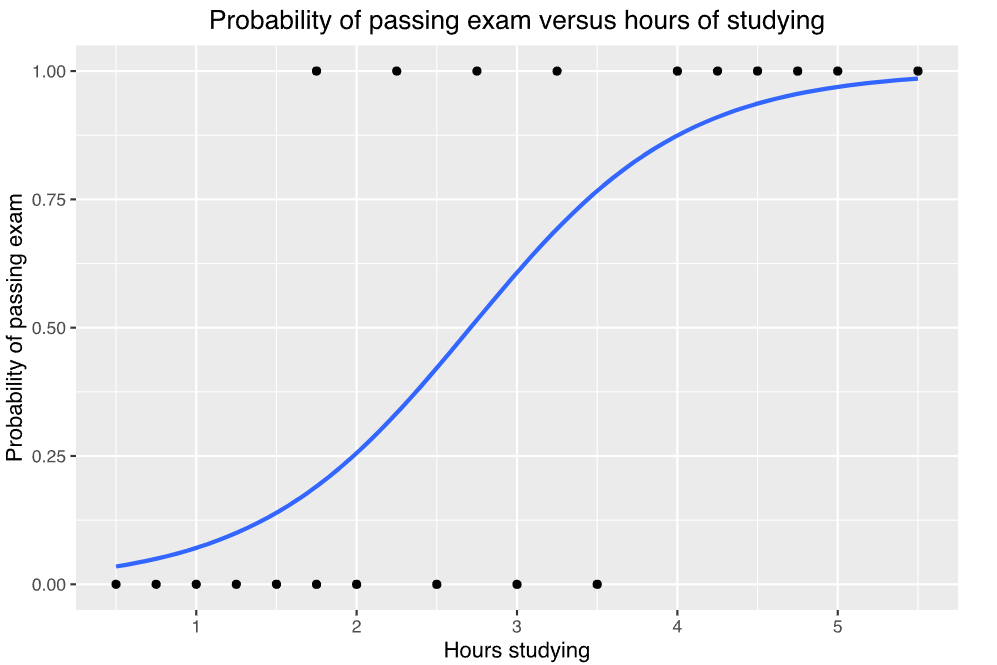 Probability of passing exam versus hours of studying
Probability of passing exam
1.00
0.75
0.50
0.25
0.00
1 2 3 4 5
Hours studying